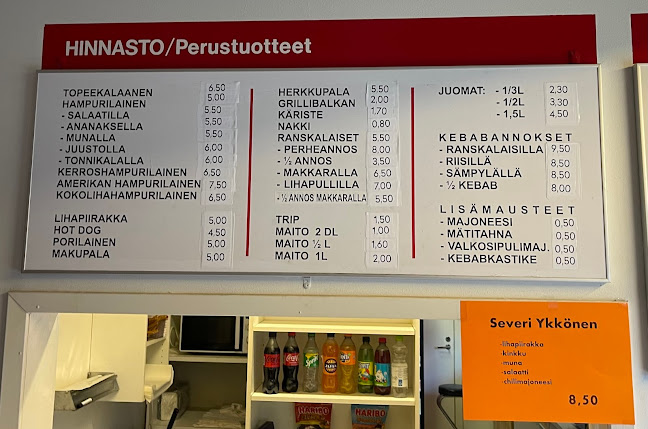 HINNASTO/Perustuotteet
TOPEEKALAANEN 6.50
HAMPURILAINEN 5.00
- SALAATILLA 5.50
- ANANAKSELLA 5.50
- MUNALLA 5.50
- JUUSTOLLA 6.00
- TONNIKALALLA 6.00
KERROSHAMPURILAINEN 6.50
AMERIKAN HAMPURILAINEN 7.50
KOKOLIHAHAMPURILAINEN 6.50
LIHAPIIRAKKA 5,00
HOT DOG 4,50
PORILAINEN 5,00
MAKUPALA 5,00
HERKKUPALA 5.50
GRILLIBALKAN 2.00
KÄRISTE 1.70
NAKKI 0.80
RANSKALAISET 5.50
- PERHEANNOS 8,00
- ½ ANNOS 3,50
- MAKKARALLA 6,50
- LIHAPULLILLA 7,00
- ½ ANNOS MAKKARALLA 5,50
TRIP 1,50
MAITO 2 DL 1.00
MAITO ½ L 1,60
MAITO 1L 2,00
JUOMAT: - 1/3L 2,30
- 1/2L 3,30
- 1,5L 4,50
KEBABANNOKSET
- RANSKALAISILLA 9,50
- RIISILLÄ 8,50
- SÄMPYLÄLLÄ 8,50
- ½ KEBAB 8,00
LISÄMAUSTEET
- MAJONEESI 0,50
- MÄTITAHNA 0,50
- VALKOSIPULIMAJ. 0,50
- KEBABKASTIKE 0,50
Severi Ykkönen
-lihapiirakka
-kinkku
-muna
-salaatti
-chilimajoneesi
8,50
HARIBO HARIBO